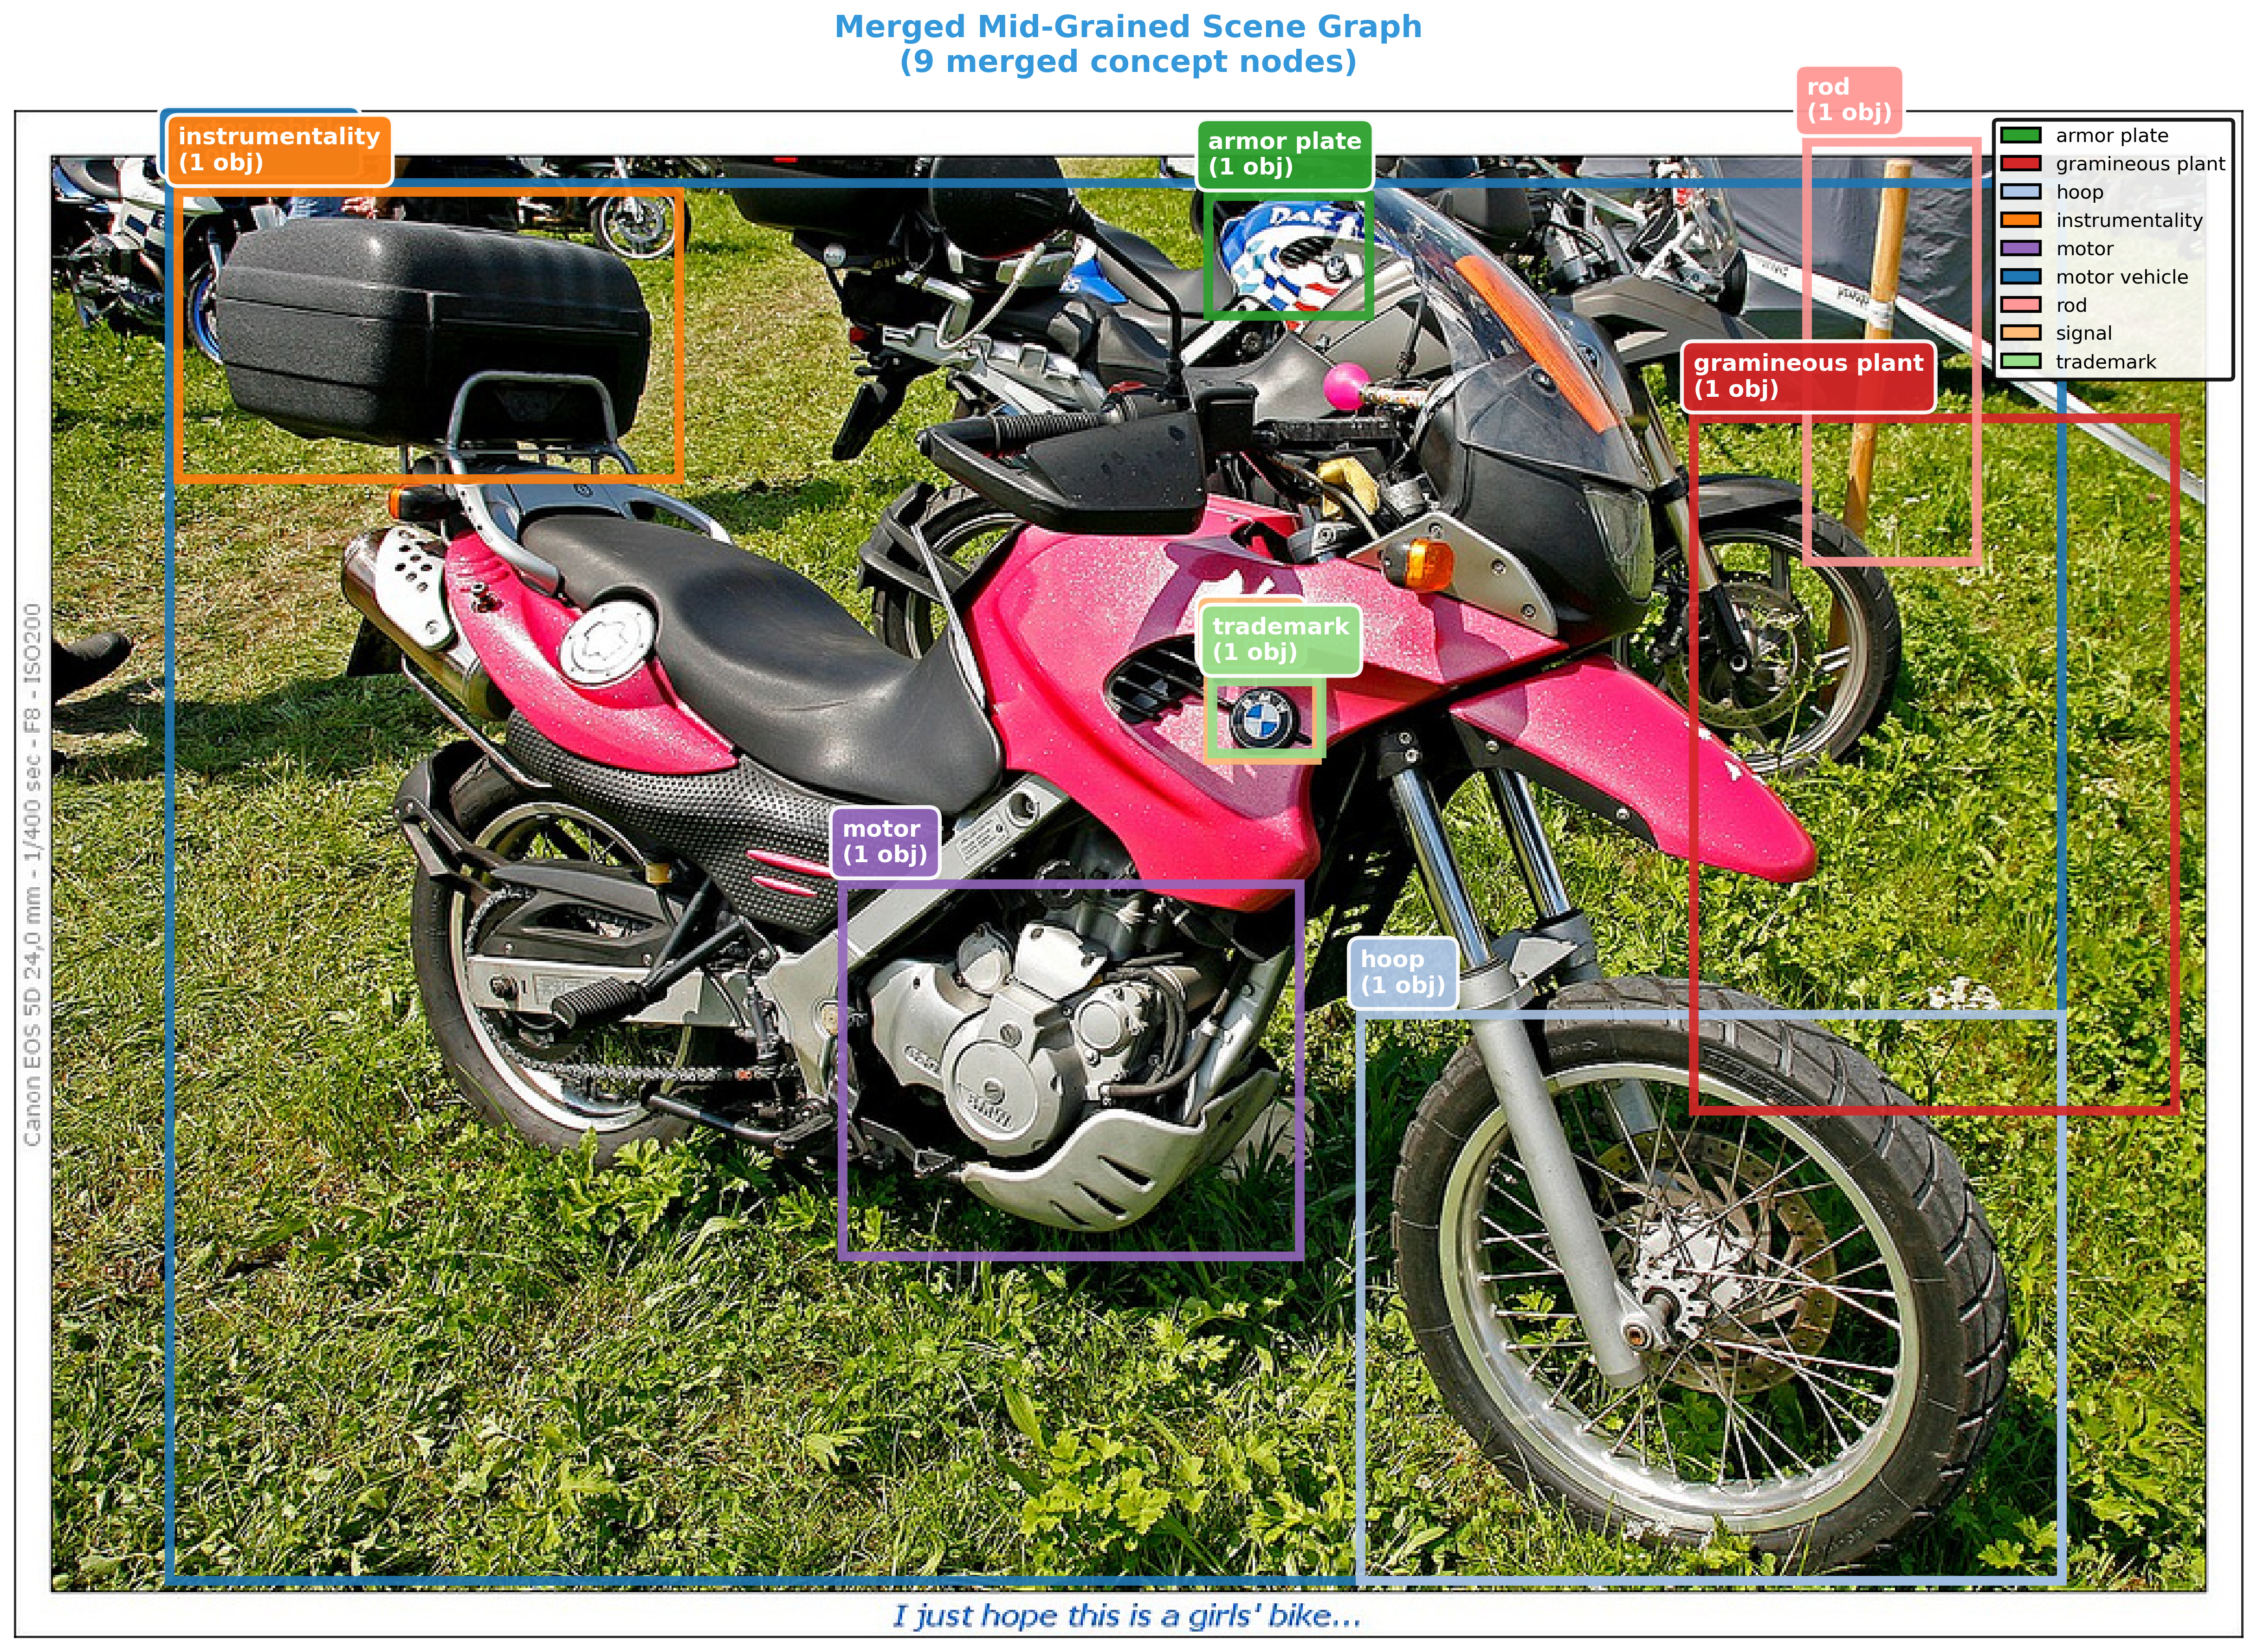 Merged Mid-Grained Scene Graph
(9 merged concept nodes)
rod
(1 obj)
instrumentality
(1 obj)
armor plate
(1 obj)
armor plate
gramineous plant
hoop
instrumentality
motor
motor vehicle
rod
signal
trademark
DAKA
gramineous plant
(1 obj)
trademark
(1 obj)
motor
(1 obj)
hoop
(1 obj)
BMW
Canon EOS 5D 24,0 mm - 1/400 sec - F8 - ISO200
I just hope this is a girls' bike...